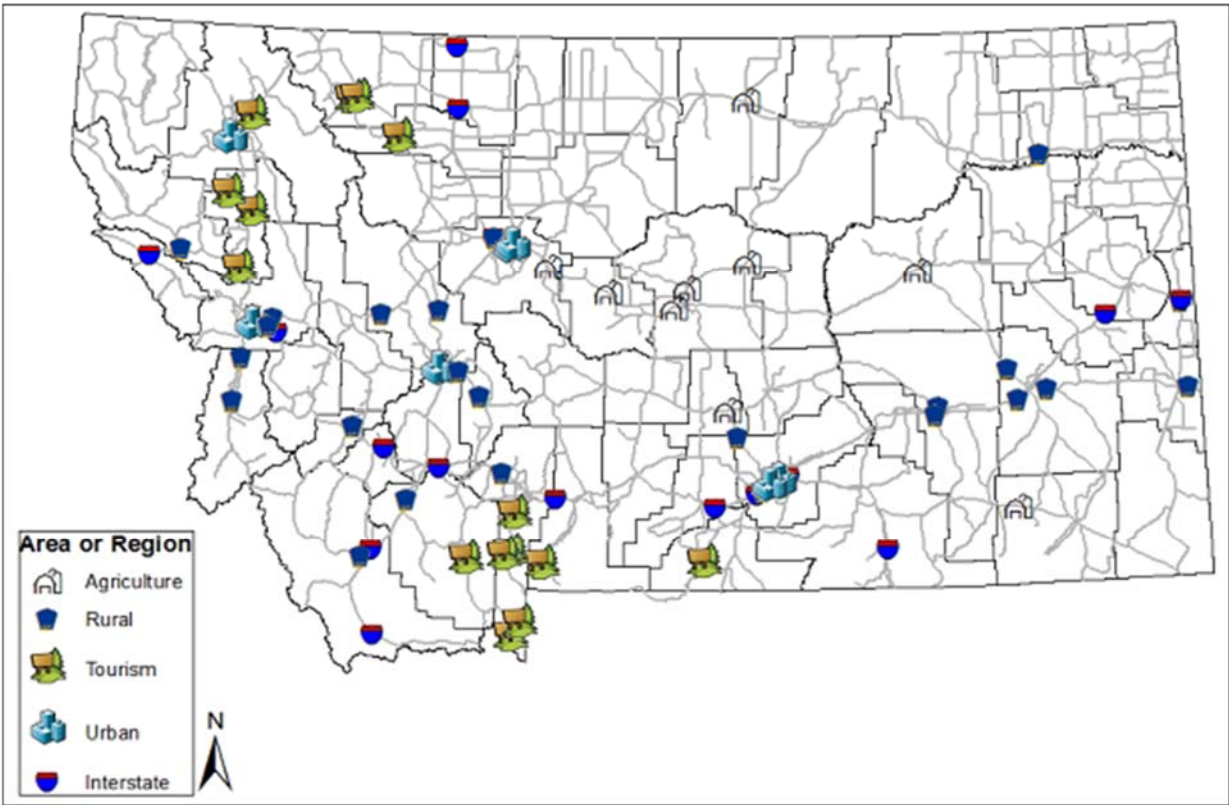 Area or Region
Agriculture
Rural
Tourism
Urban
Interstate
N